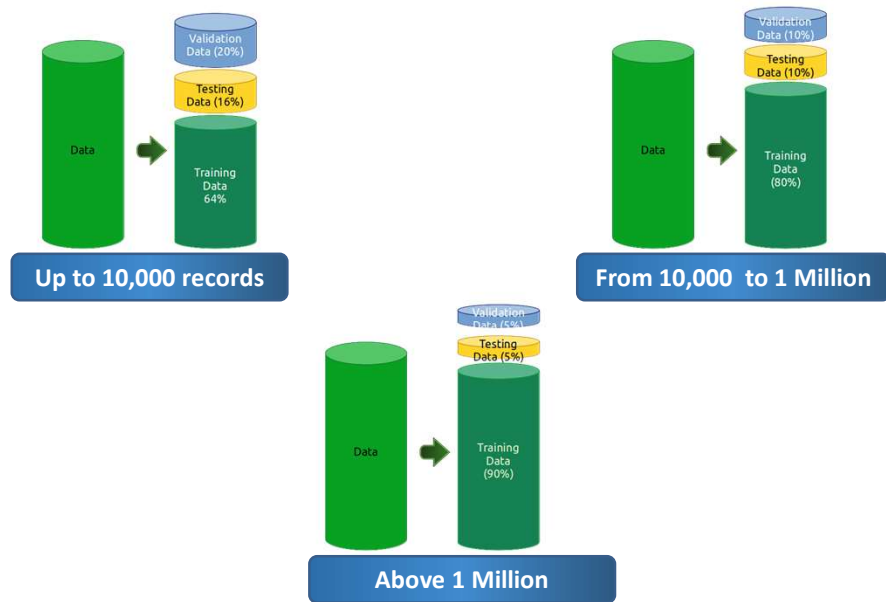 Validation
Data (20%)
Testing
Data (16%)
Data
Training
Data
64%
Up to 10,000 records
Validation
Data (10%)
Testing
Data (10%)
Data
Training
Data
(80%)
From 10,000 to 1 Million
Validation
Data (5%)
Testing
Data (5%)
Data
Training
Data
(90%)
Above 1 Million